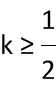 k ≥ 1/2